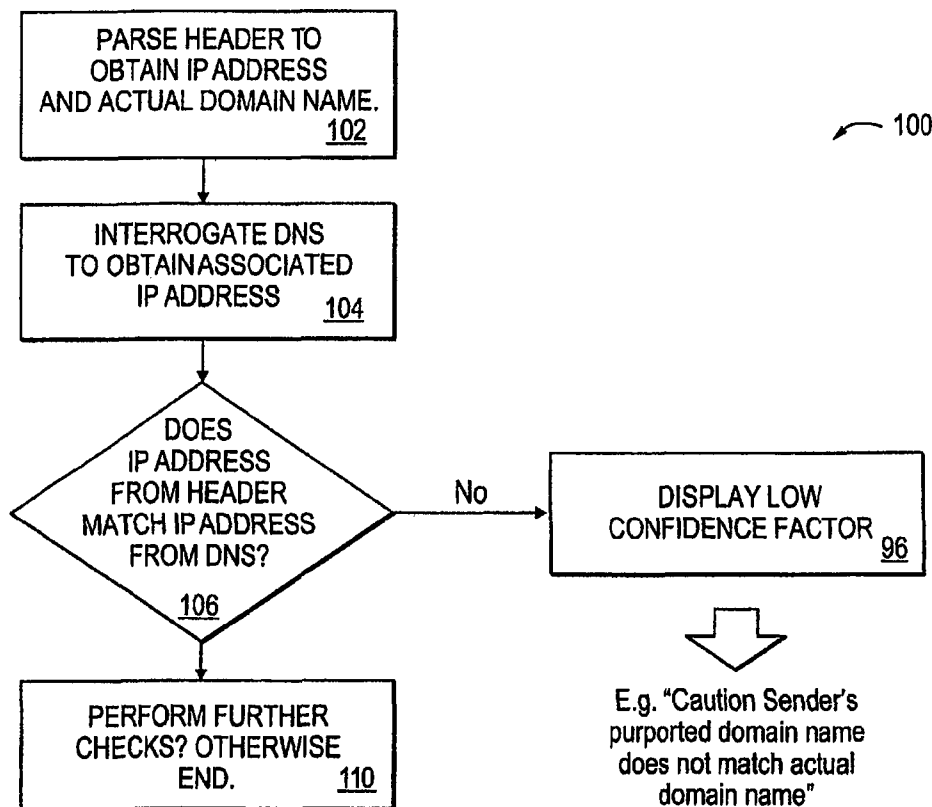 PARSE HEADER TO
OBTAIN IP ADDRESS
AND ACTUAL DOMAIN NAME.
102
100
INTERROGATE DNS
TO OBTAIN ASSOCIATED
IP ADDRESS
104
DOES
IP ADDRESS
FROM HEADER
MATCH IP ADDRESS
FROM DNS?
106
No
DISPLAY LOW
CONFIDENCE FACTOR
96
PERFORM FURTHER
CHECKS? OTHERWISE
END.
110
E.g. “Caution Sender's
purported domain name
does not match actual
domain name”